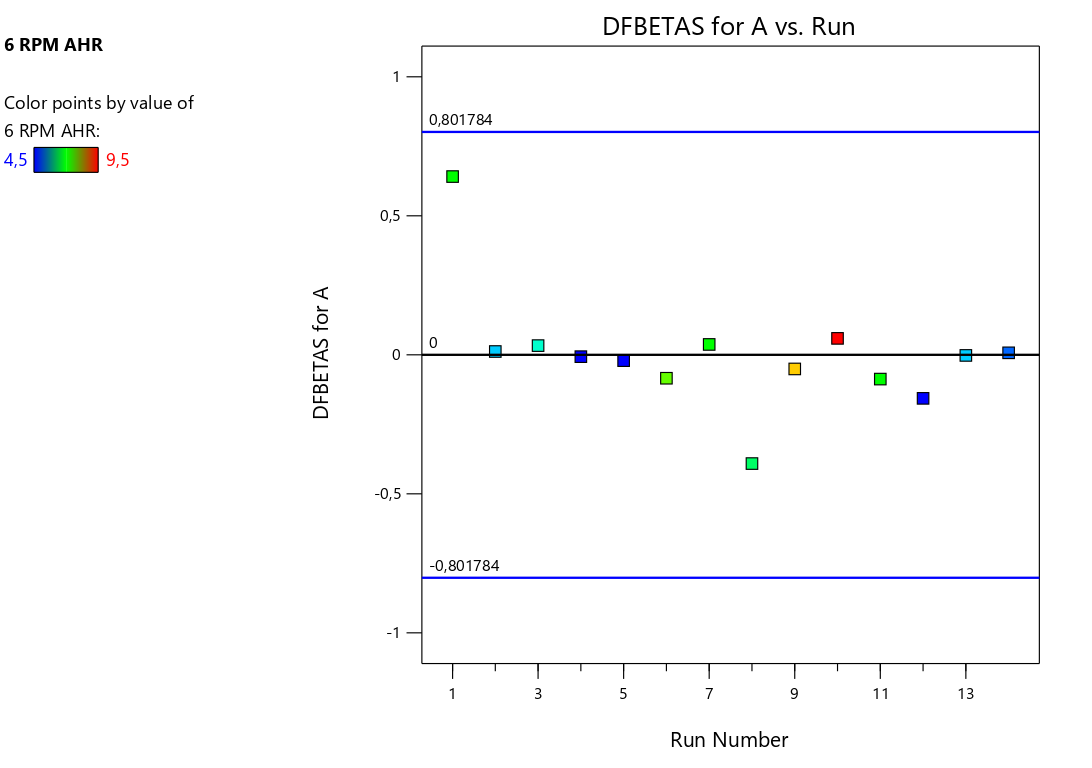 6 RPM AHR
Color points by value of
6 RPM AHR:
4,5 9,5
DFBETAS for A vs. Run
DFBETAS for A
1
0,5
0
-0,5
-1
0,801784
0
-0,801784
1 3 5 7 9 11 13
Run Number